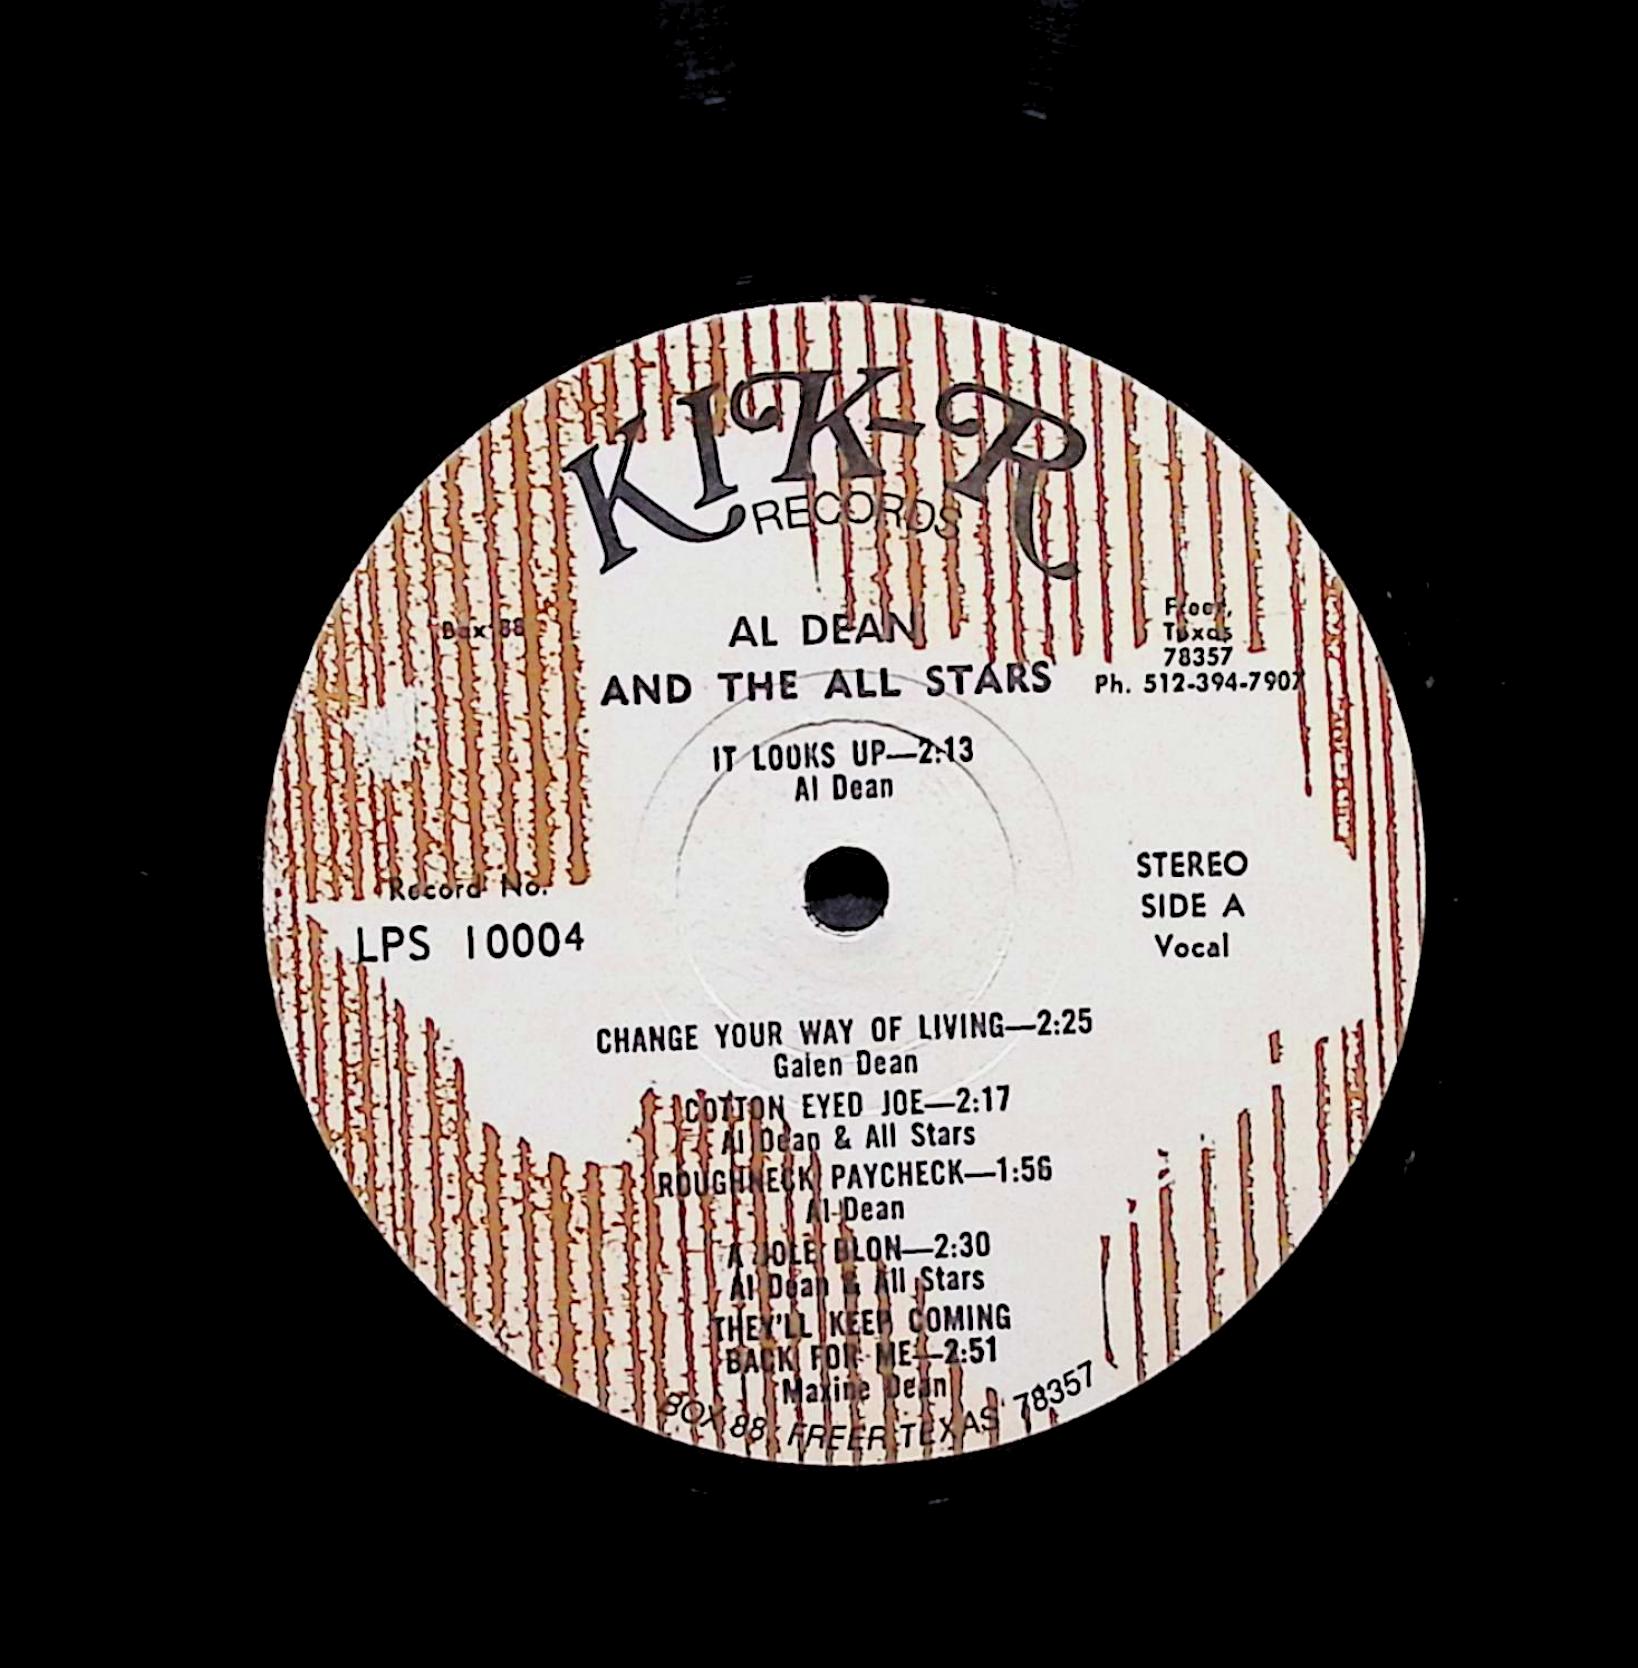 KIK-R
RECORDS
Box 88
Freer,
Texas
78357
Ph. 512-394-7907
AL DEAN
AND THE ALL STARS
IT LOOKS UP—2:13
Al Dean
Record No.
LPS 10004
STEREO
SIDE A
Vocal
CHANGE YOUR WAY OF LIVING—2:25
Galen Dean
COTTON EYED JOE—2:17
Al Dean & All Stars
ROUGHNECK PAYCHECK—1:56
Al Dean
A JOLE BLON—2:30
Al Dean & All Stars
THEY'LL KEEP COMING
BACK FOR ME—2:51
Maxine Dean
BOX 88, FREER TEXAS 78357